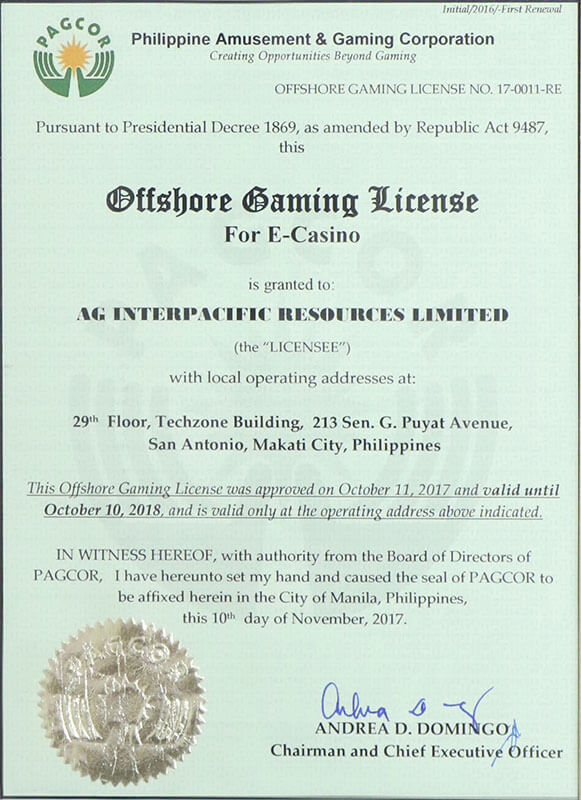 Initial/2016/-First Renewal
PAGCOR
Philippine Amusement & Gaming Corporation
Creating Opportunities Beyond Gaming
OFFSHORE GAMING LICENSE NO. 17-0011-RE
Pursuant to Presidential Decree 1869, as amended by Republic Act 9487,
this
Offshore Gaming License
For E-Casino
is granted to:
AG INTERPACIFIC RESOURCES LIMITED
(the "LICENSEE")
with local operating addresses at:
29th Floor, Techzone Building, 213 Sen. G. Puyat Avenue,
San Antonio, Makati City, Philippines
This Offshore Gaming License was approved on October 11, 2017 and valid until
October 10, 2018, and is valid only at the operating address above indicated.
IN WITNESS HEREOF, with authority from the Board of Directors of
PAGCOR, I have hereunto set my hand and caused the seal of PAGCOR to
be affixed herein in the City of Manila, Philippines,
this 10th day of November, 2017.
PAGCOR
ANDREA D. DOMINGO
Chairman and Chief Executive Officer